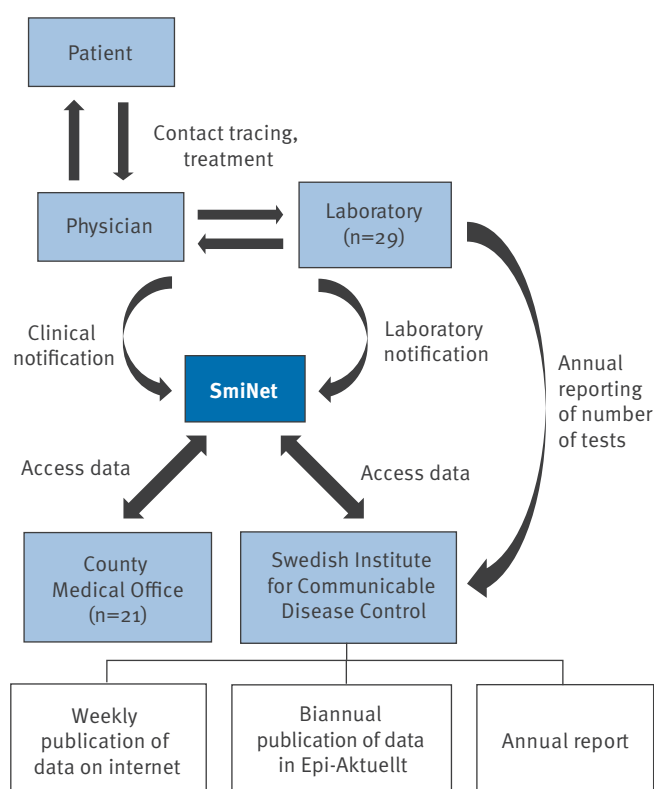 Patient
Contact tracing,
treatment
Physician
Laboratory
(n=29)
Clinical
notification
Laboratory
notification
Annual
reporting
of number
of tests
SmiNet
Access data
Access data
County
Medical Office
(n=21)
Swedish Institute
for Communicable
Disease Control
Weekly
publication of
data on internet
Biannual
publication of data
in Epi-Aktuellt
Annual report